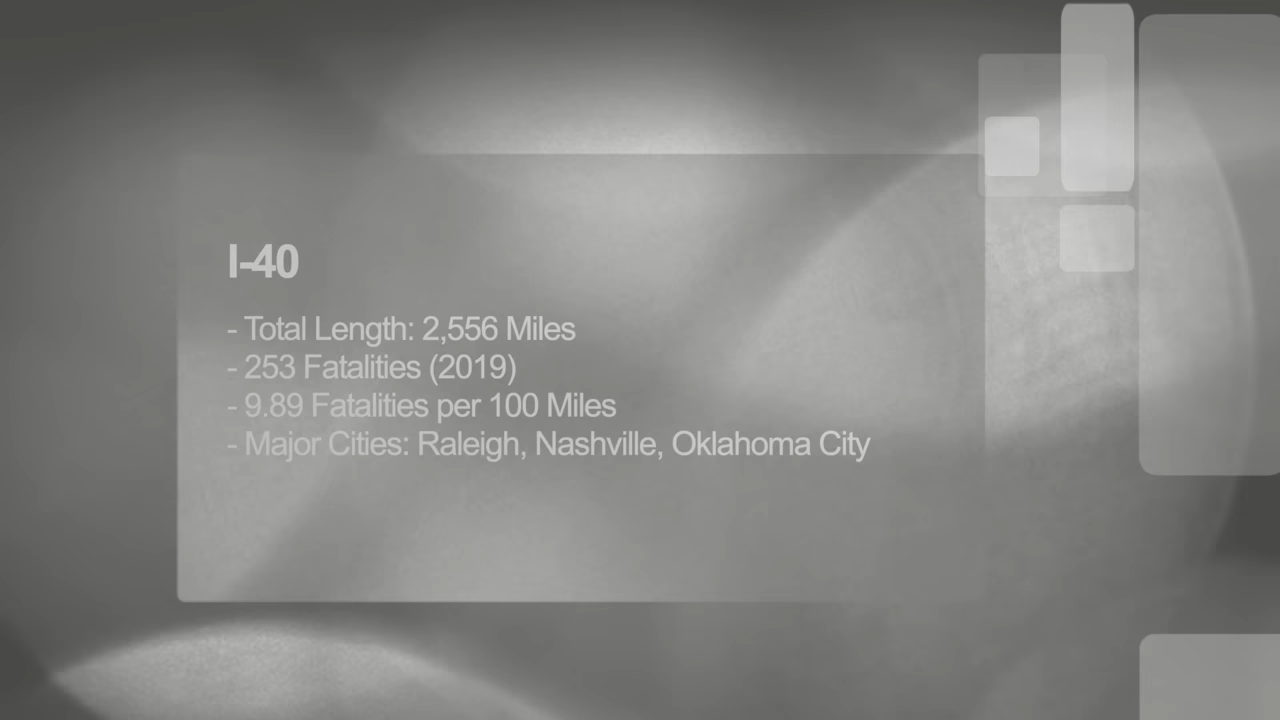 I-40
- Total Length: 2,556 Miles
- 253 Fatalities (2019)
- 9.89 Fatalities per 100 Miles
- Major Cities: Raleigh, Nashville, Oklahoma City